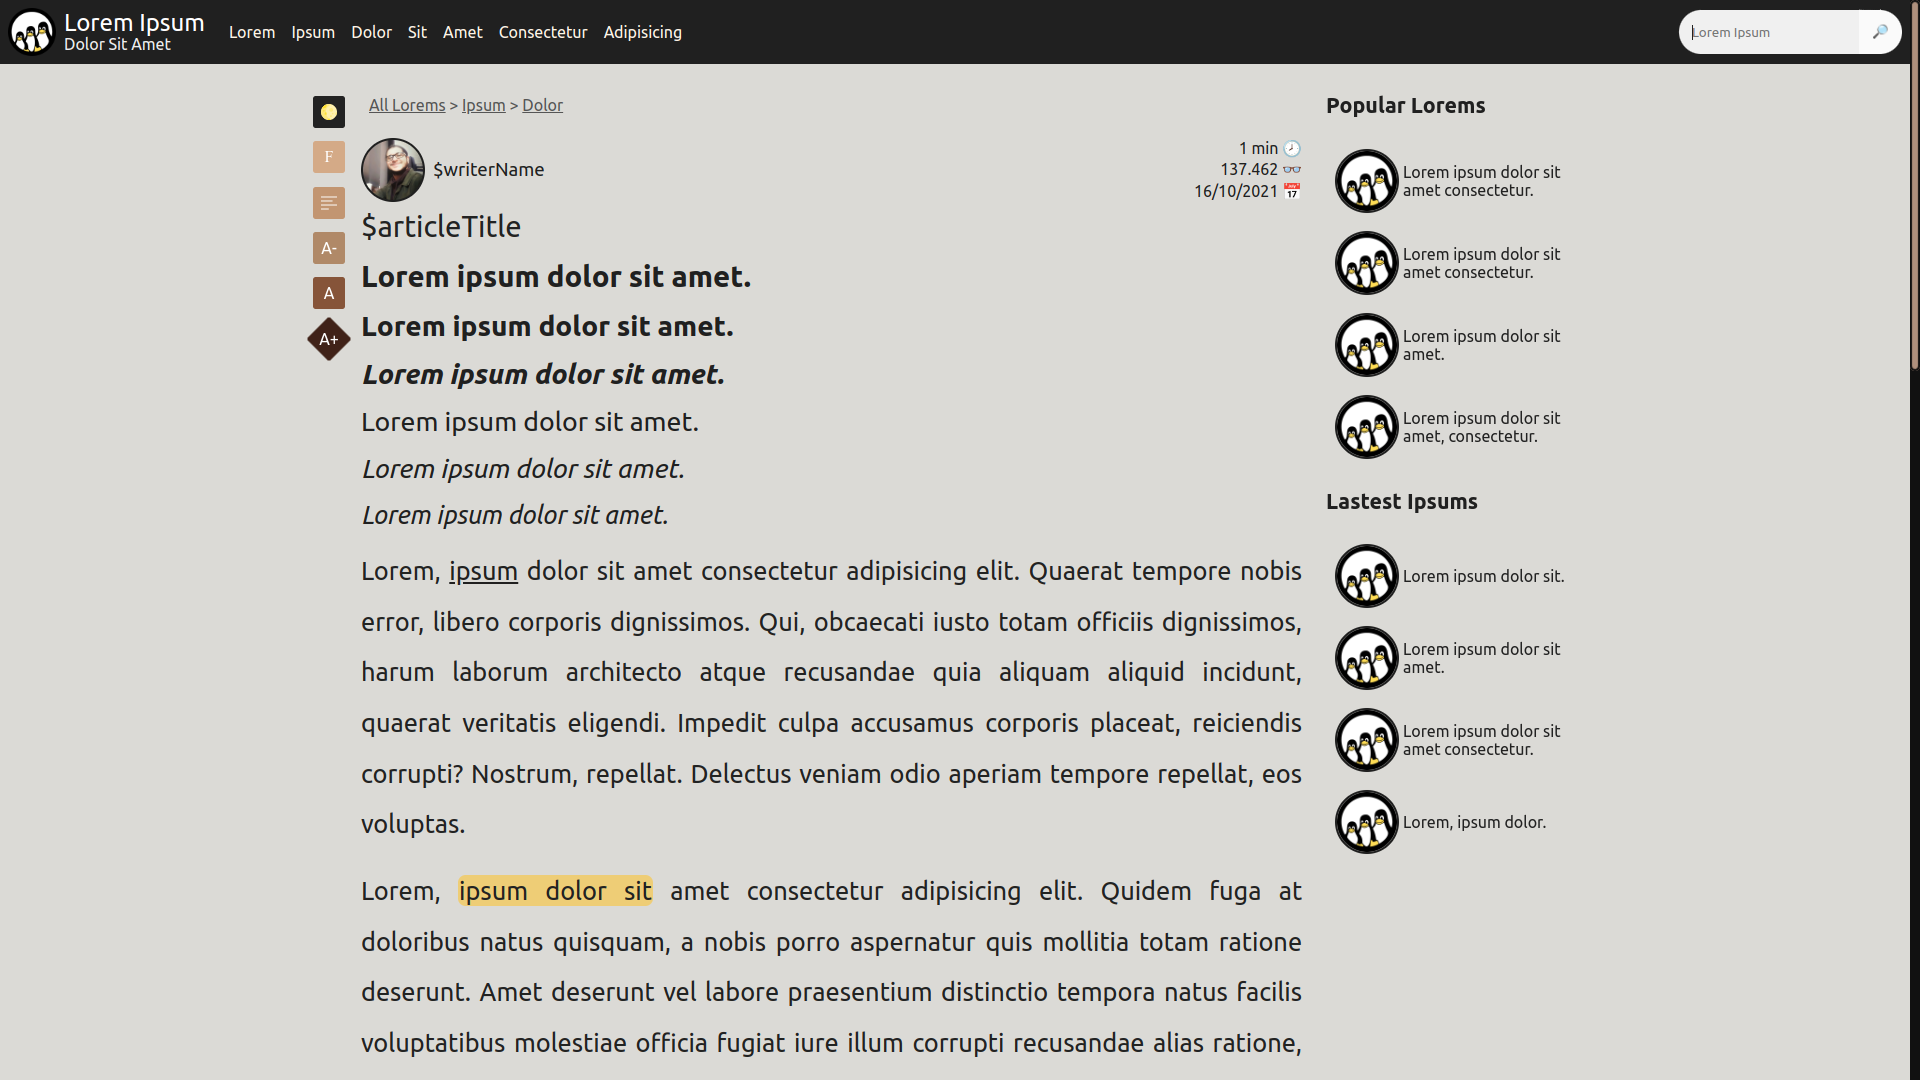 Lorem Ipsum
Dolor Sit Amet
Lorem Ipsum Dolor Sit Amet Consectetur Adipisicing
Lorem Ipsum
All Lorems > Ipsum > Dolor
F
A-
A
A+
$writerName
1 min
137.462
16/10/2021
$articleTitle
Lorem ipsum dolor sit amet.
Lorem ipsum dolor sit amet.
Lorem ipsum dolor sit amet.
Lorem ipsum dolor sit amet.
Lorem ipsum dolor sit amet.
Lorem ipsum dolor sit amet.
Lorem, ipsum dolor sit amet consectetur adipisicing elit. Quaerat tempore nobis
error, libero corporis dignissimos. Qui, obcaecati iusto totam officiis dignissimos,
harum laborum architecto atque recusandae quia aliquam aliquid incidunt,
quaerat veritatis eligendi. Impedit culpa accusamus corporis placeat, reiciendis
corrupti? Nostrum, repellat. Delectus veniam odio aperiam tempore repellat, eos
voluptas.
Lorem, ipsum dolor sit amet consectetur adipisicing elit. Quidem fuga at
doloribus natus quisquam, a nobis porro aspernatur quis mollitia totam ratione
deserunt. Amet deserunt vel labore praesentium distinctio tempora natus facilis
voluptatibus molestiae officia fugiat iure illum corrupti recusandae alias ratione,
Popular Lorems
Lorem ipsum dolor sit
amet consectetur.
Lorem ipsum dolor sit
amet consectetur.
Lorem ipsum dolor sit
amet.
Lorem ipsum dolor sit
amet, consectetur.
Lastest Ipsums
Lorem ipsum dolor sit.
Lorem ipsum dolor sit
amet.
Lorem ipsum dolor sit
amet consectetur.
Lorem, ipsum dolor.